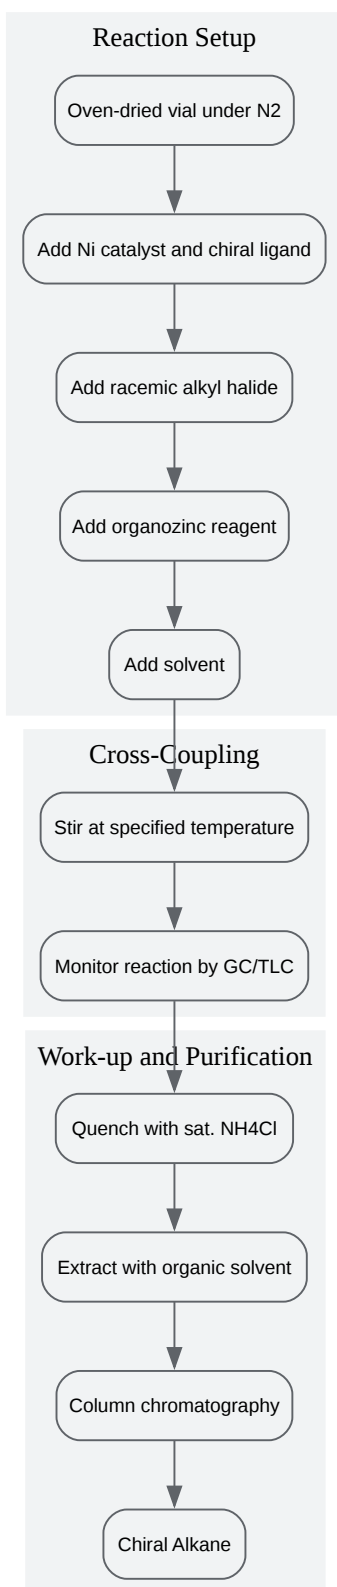 Reaction Setup
Oven-dried vial under N2
Add Ni catalyst and chiral ligand
Add racemic alkyl halide
Add organozinc reagent
Add solvent
Cross-Coupling
Stir at specified temperature
Monitor reaction by GC/TLC
Work-up and Purification
Quench with sat. NH4Cl
Extract with organic solvent
Column chromatography
Chiral Alkane